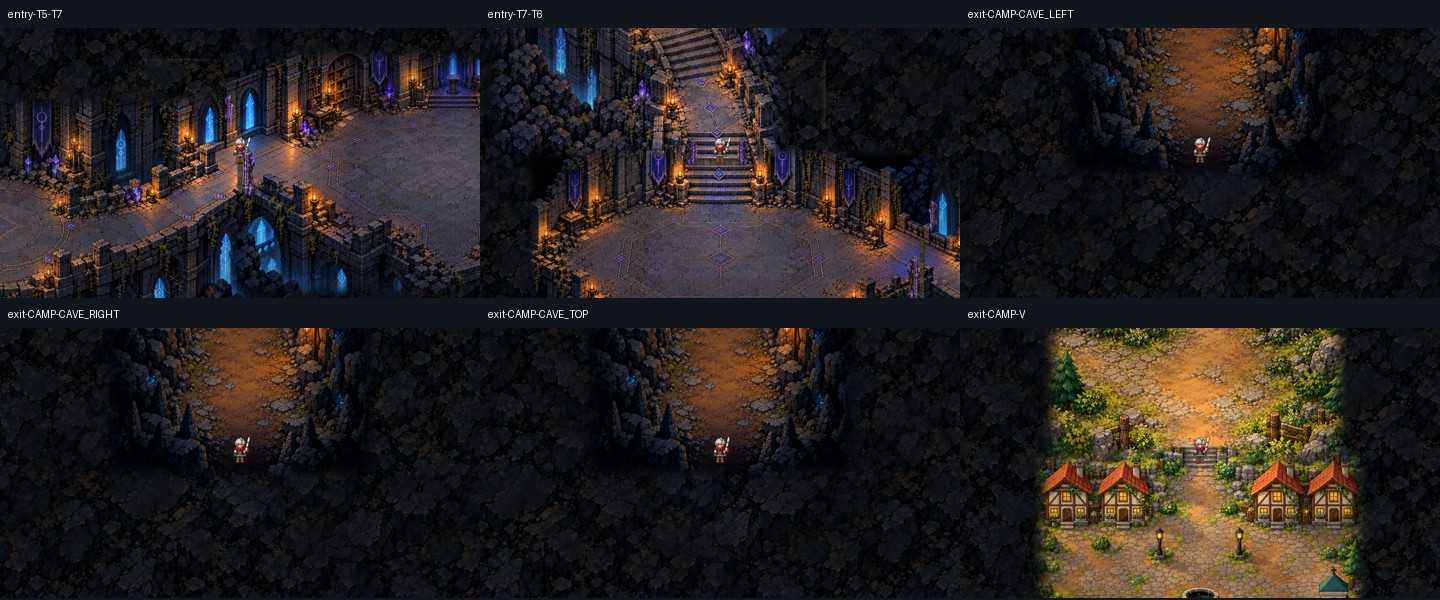 entry-T5-T7
entry-T7-T6
exit-CAMP-CAVE_LEFT
exit-CAMP-CAVE_RIGHT
exit-CAMP-CAVE_TOP
exit-CAMP-V